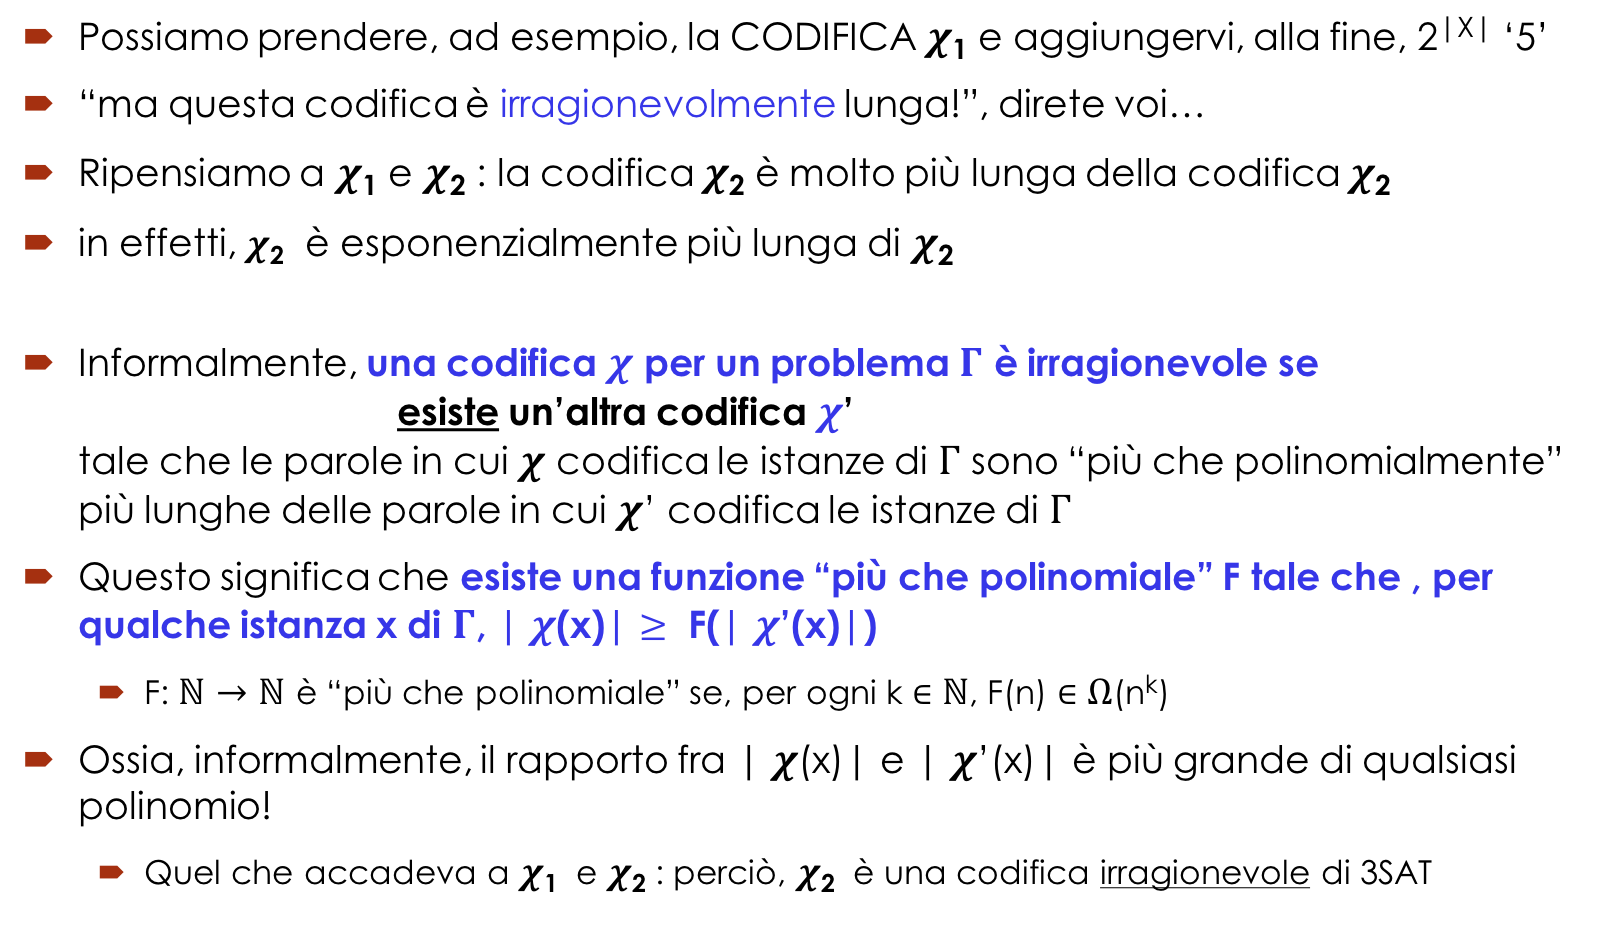 Possiamo prendere, ad esempio, la CODIFICA χ₁ e aggiungervi, alla fine, 2^|X| ‘5’
“ma questa codifica è irragionevolmente lunga!”, direte voi…
Ripensiamo a χ₁ e χ₂ : la codifica χ₂ è molto più lunga della codifica χ₂
in effetti, χ₂ è esponenzialmente più lunga di χ₂
Informalmente, una codifica χ per un problema Γ è irragionevole se
esiste un’altra codifica χ’
tale che le parole in cui χ codifica le istanze di Γ sono “più che polinomialmente”
più lunghe delle parole in cui χ’ codifica le istanze di Γ
Questo significa che esiste una funzione “più che polinomiale” F tale che , per
qualche istanza x di Γ, | χ(x)| ≥ F(| χ’(x)|)
F: ℕ → ℕ è “più che polinomiale” se, per ogni k ∈ ℕ, F(n) ∈ Ω(nᵏ)
Ossia, informalmente, il rapporto fra | χ(x)| e | χ’(x)| è più grande di qualsiasi
polinomio!
Quel che accadeva a χ₁ e χ₂ : perciò, χ₂ è una codifica irragionevole di 3SAT